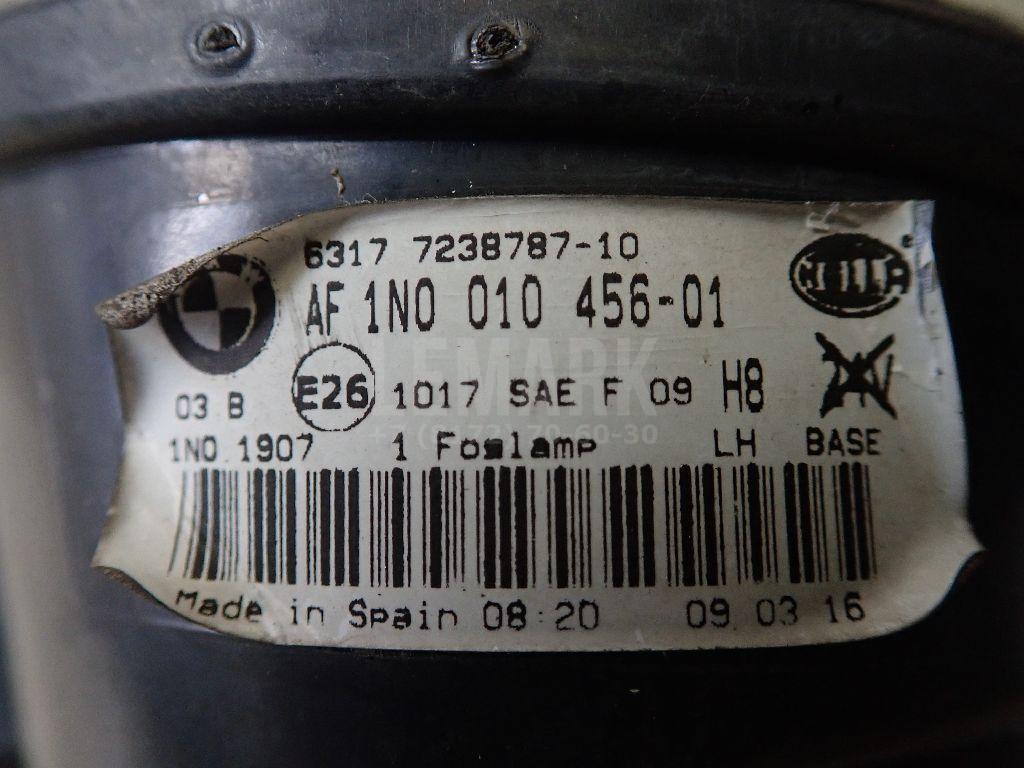 6317 7238787-10
HELLA
AF 1N0 010 456-01
E26 1017 SAE F 09 H8
03 B
1N0.1907 1 Foglamp LH BASE
Made in Spain 08:20 09.03.16